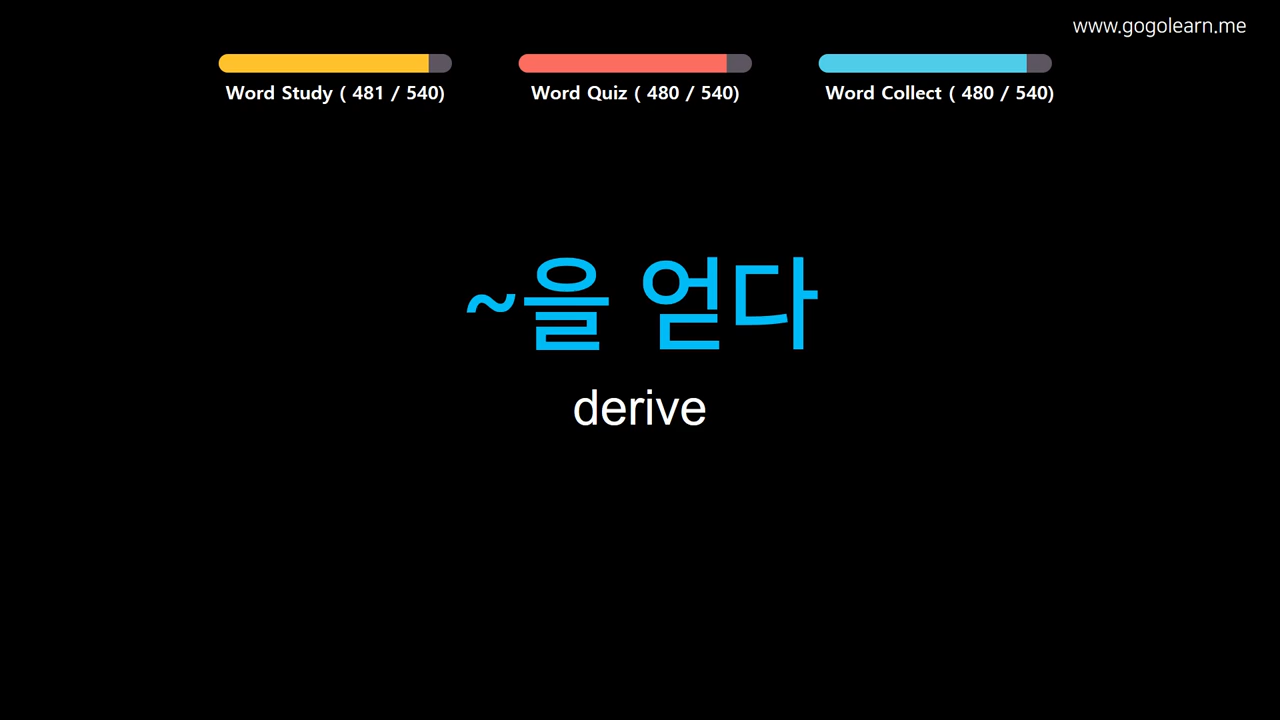 www.gogolearn.me
Word Study ( 481 / 540)
Word Quiz ( 480 / 540)
Word Collect ( 480 / 540)
~을 얻다
derive